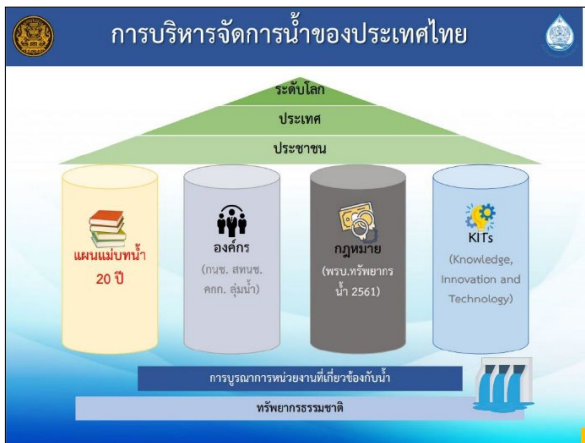 การบริหารจัดการน้ำของประเทศไทย
ระดับโลก
ประเทศ
ประชาชน
แผนแม่บทน้ำ
20 ปี
องค์กร
(กนช. สทนช.
คกก. ลุ่มน้ำ)
กฎหมาย
(พรบ.ทรัพยากร
น้ำ 2561)
KITs
(Knowledge,
Innovation and
Technology)
การบูรณาการหน่วยงานที่เกี่ยวข้องกับน้ำ
ทรัพยากรธรรมชาติ